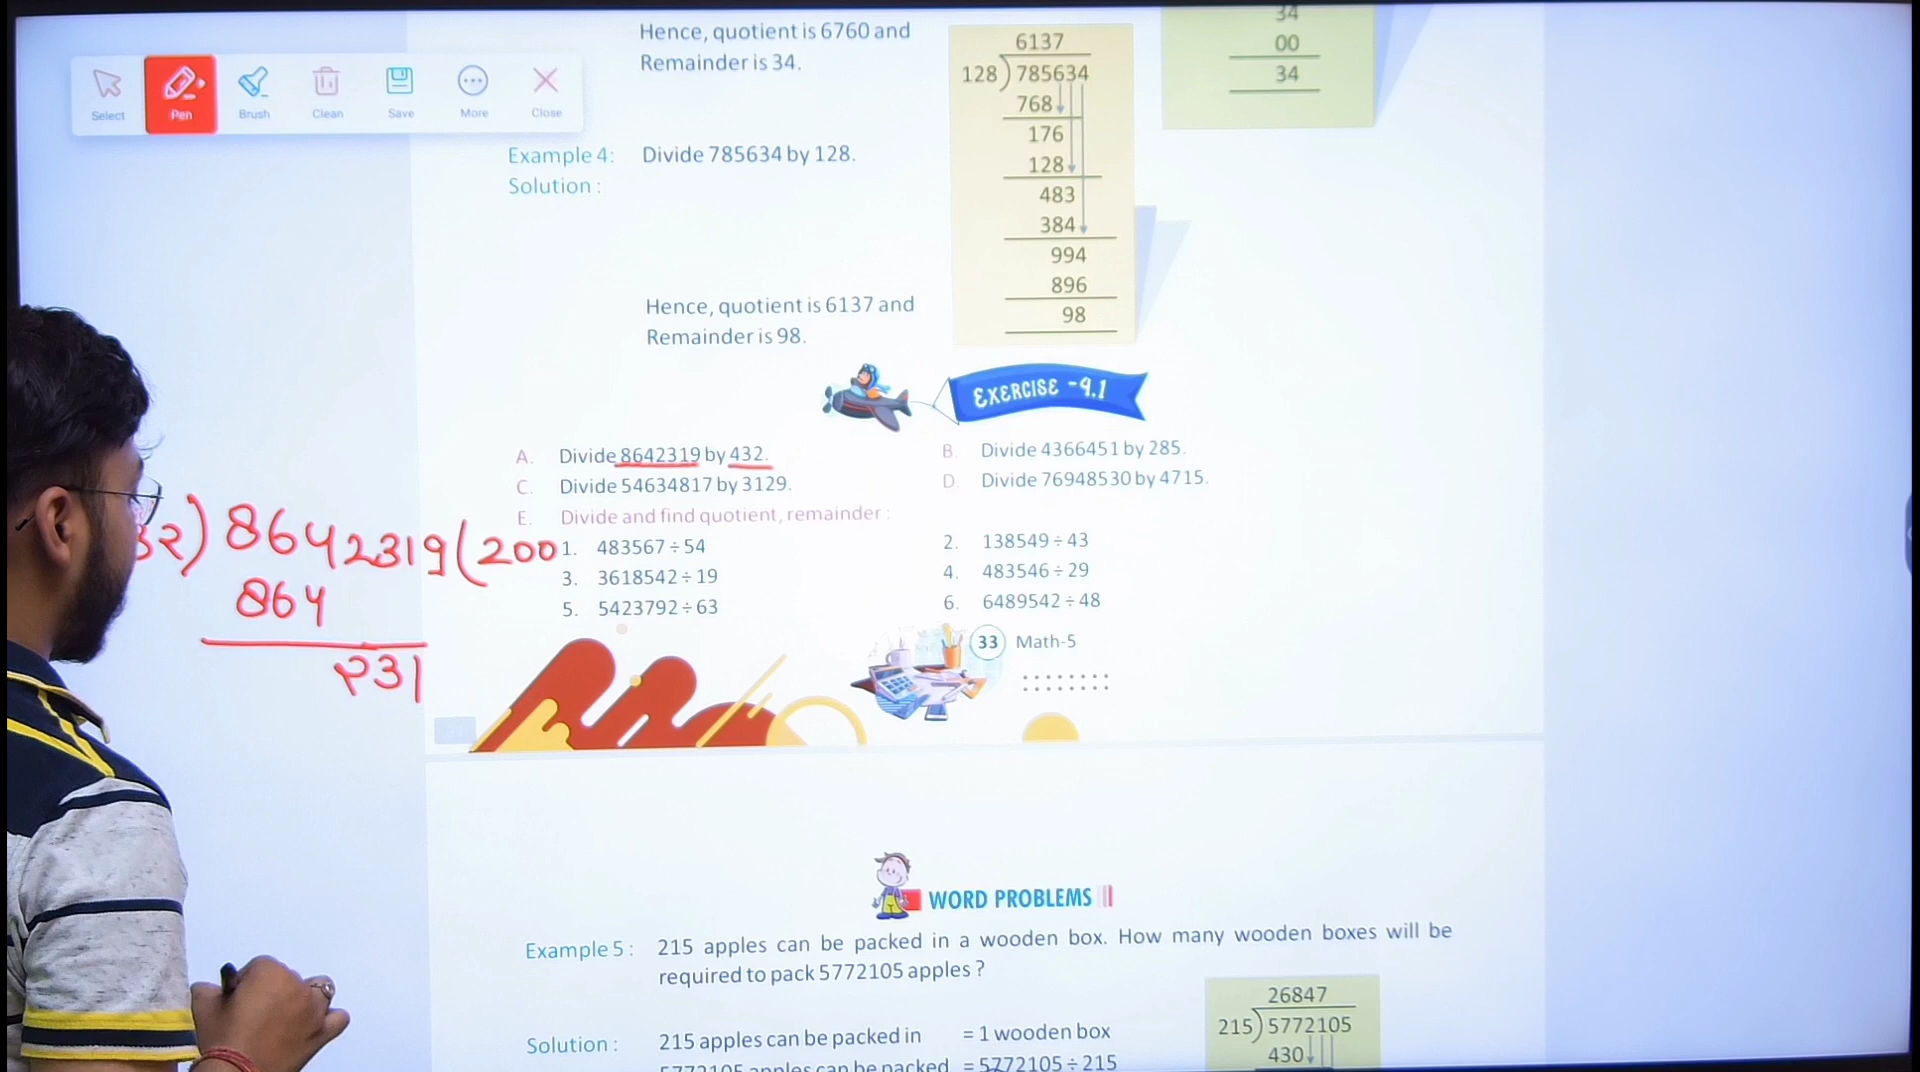 Hence, quotient is 6760 and
Remainder is 34.
34
00
34
Select
Pen
Brush
Clean
Save
More
Close
Example 4: Divide 785634 by 128.
Solution :
6137
128)785634
768
176
128
483
384
994
896
98
Hence, quotient is 6137 and
Remainder is 98.
EXERCISE - 9.1
A. Divide 8642319 by 432.
B. Divide 4366451 by 285.
C. Divide 54634817 by 3129.
D. Divide 76948530 by 4715.
E. Divide and find quotient, remainder :
1. 483567 ÷ 54
2. 138549 ÷ 43
3. 3618542 ÷ 19
4. 483546 ÷ 29
5. 5423792 ÷ 63
6. 6489542 ÷ 48
32)8642319(200
864
231
33 Math-5
WORD PROBLEMS
Example 5 : 215 apples can be packed in a wooden box. How many wooden boxes will be
required to pack 5772105 apples ?
26847
215)5772105
430
Solution : 215 apples can be packed in = 1 wooden box
5772105 apples can be packed = 5772105 ÷ 215